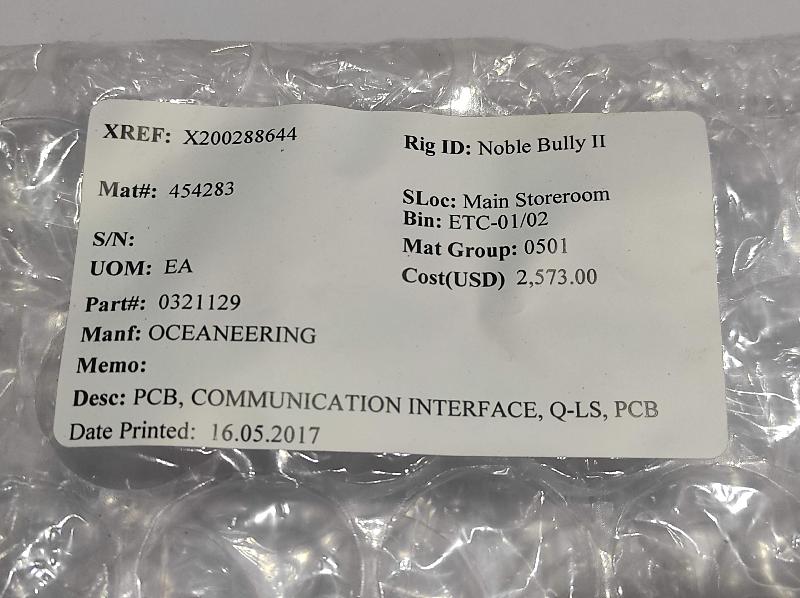 XREF: X200288644
Rig ID: Noble Bully II
Mat#: 454283
SLoc: Main Storeroom
Bin: ETC-01/02
S/N:
Mat Group: 0501
UOM: EA
Cost(USD) 2,573.00
Part#: 0321129
Manf: OCEANEERING
Memo:
Desc: PCB, COMMUNICATION INTERFACE, Q-LS, PCB
Date Printed: 16.05.2017